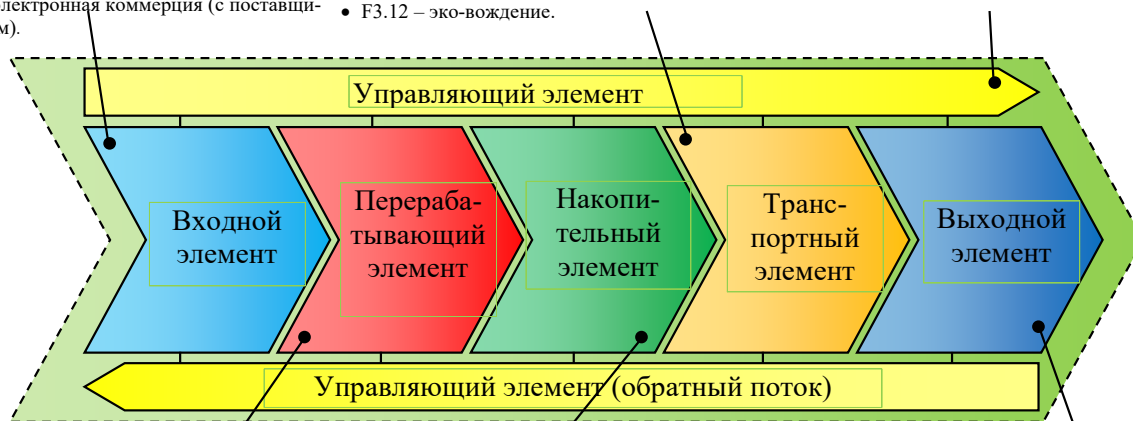 электронная коммерция (с поставщи-
м).
• F3.12 – эко-вождение.
Управляющий элемент
Входной
элемент
Перераба-
тывающий
элемент
Накопи-
тельный
элемент
Транс-
портный
элемент
Выходной
элемент
Управляющий элемент (обратный поток)